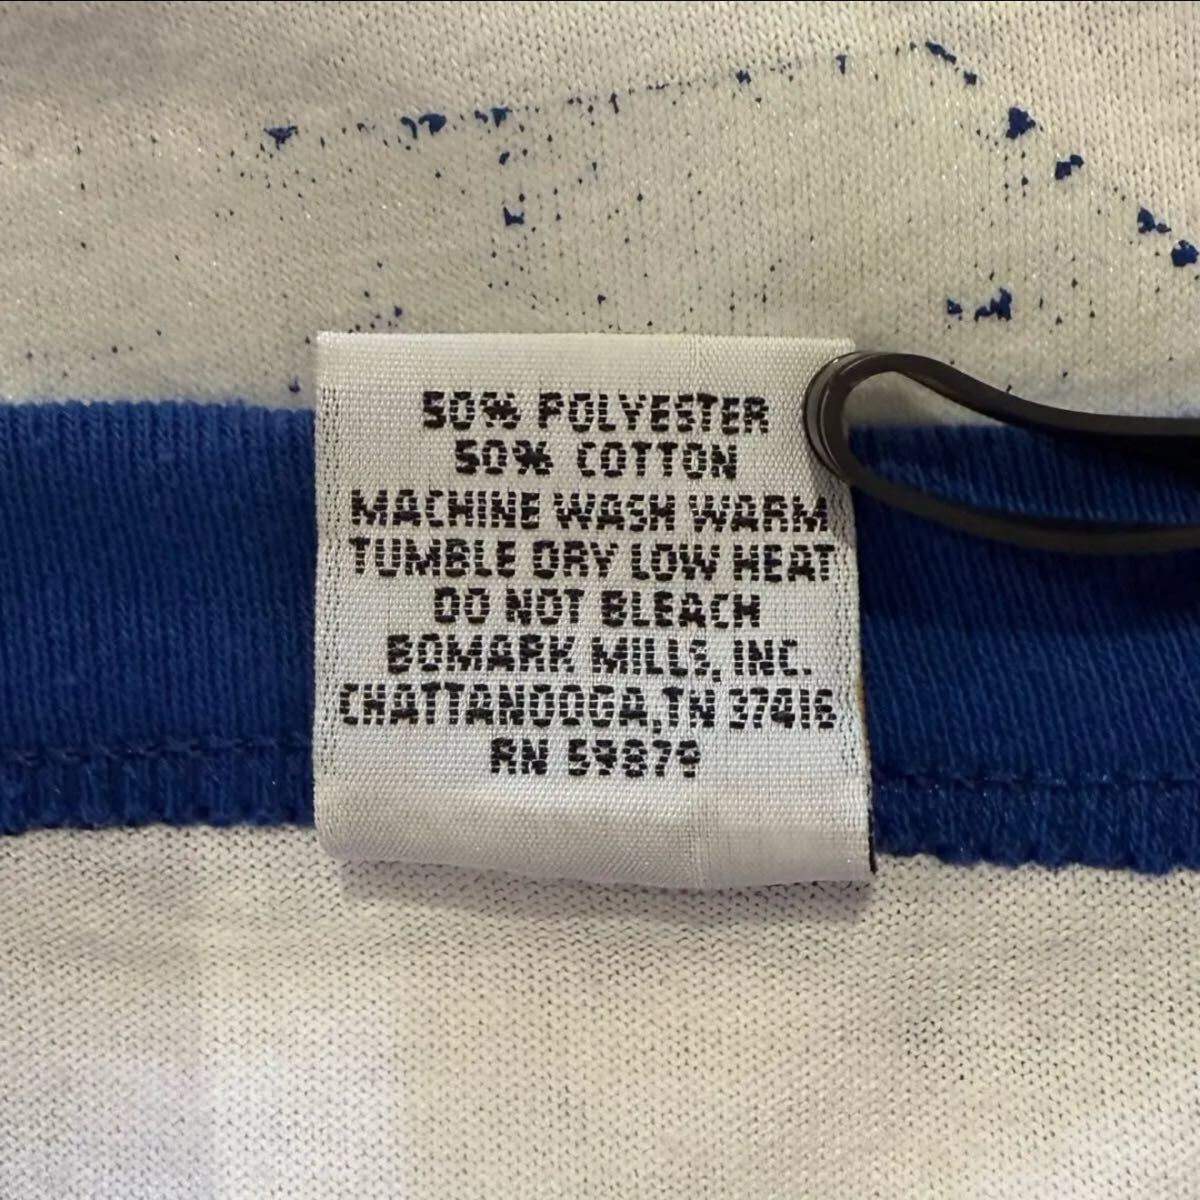 50% POLYESTER
50% COTTON
MACHINE WASH WARM
TUMBLE DRY LOW HEAT
DO NOT BLEACH
BOMARK MILLS, INC.
CHATTANOOGA,TN 37416
RN 59879